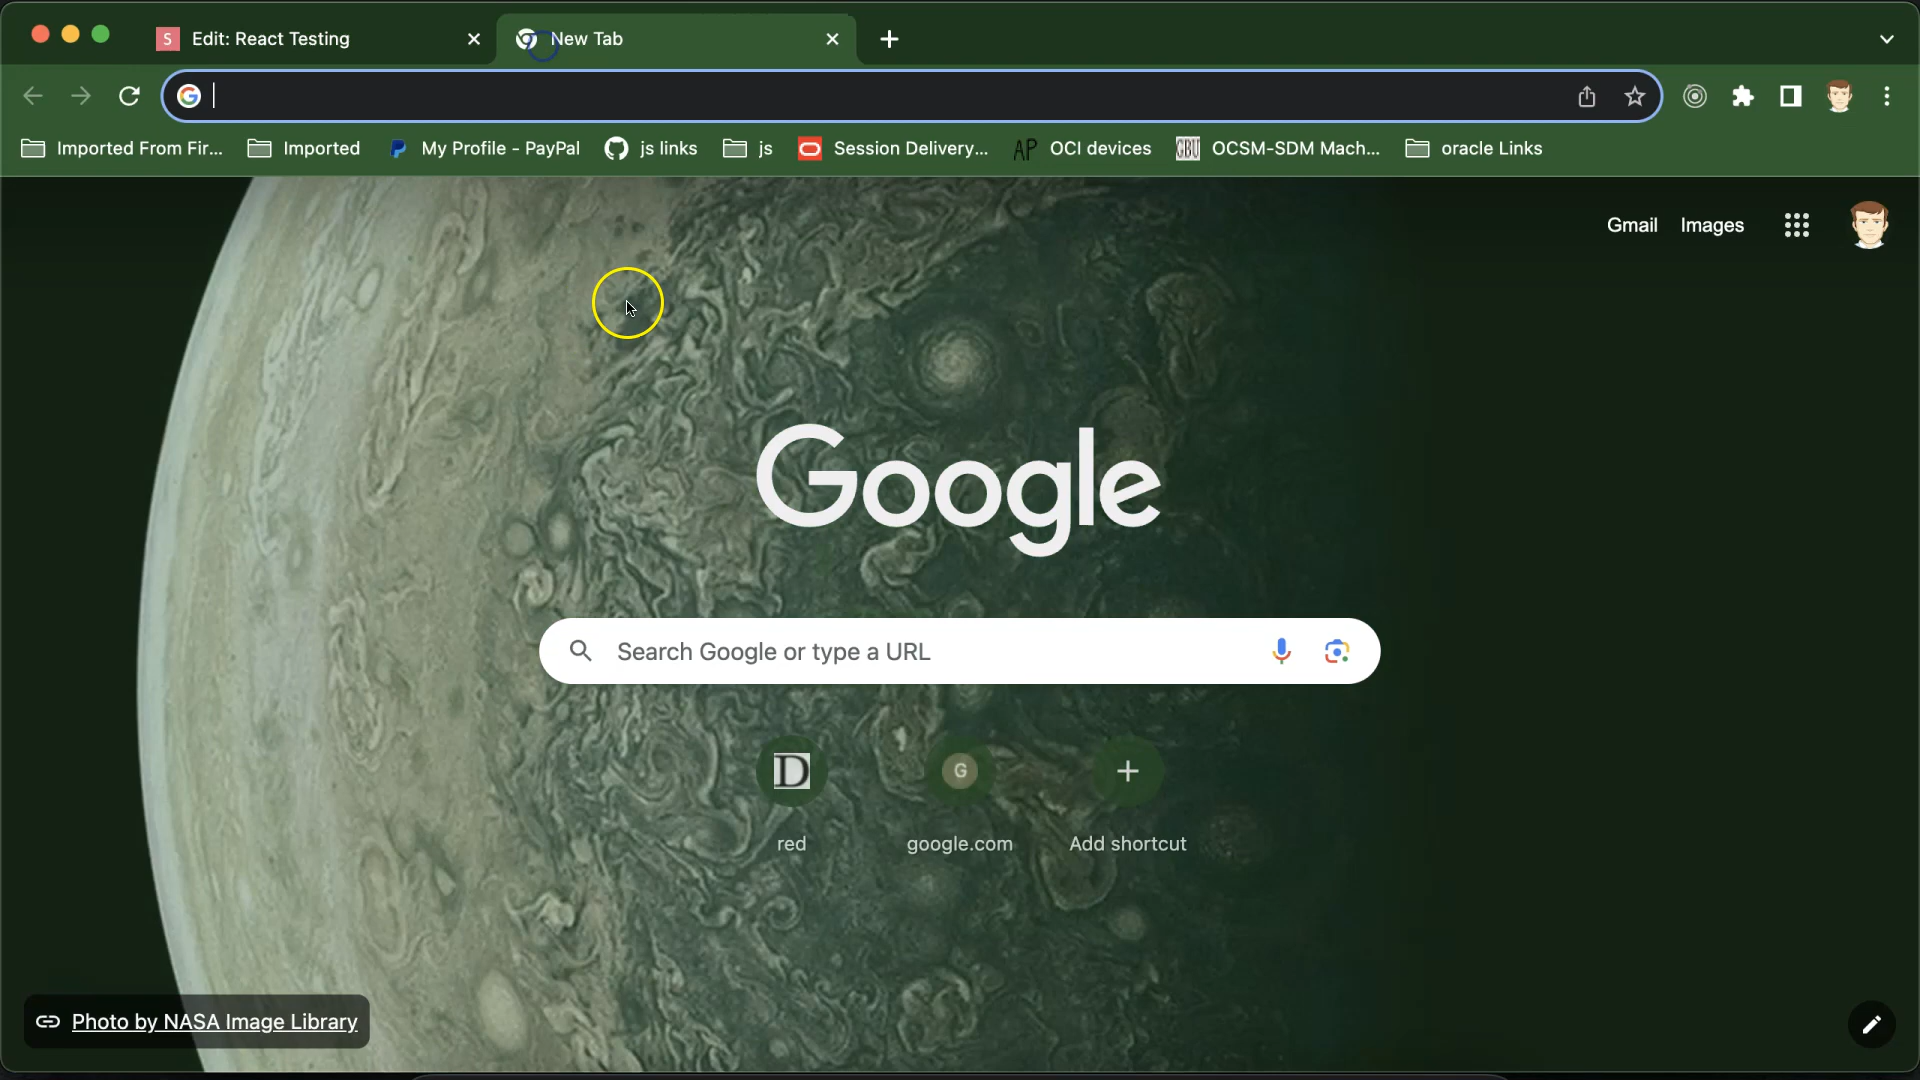 S Edit: React Testing
New Tab
G
Imported From Fir...
Imported
My Profile - PayPal
js links
js
Session Delivery...
AP OCI devices
CBU OCSM-SDM Mach...
oracle Links
Gmail
Images
Google
Search Google or type a URL
D
G
red
google.com
Add shortcut
Photo by NASA Image Library